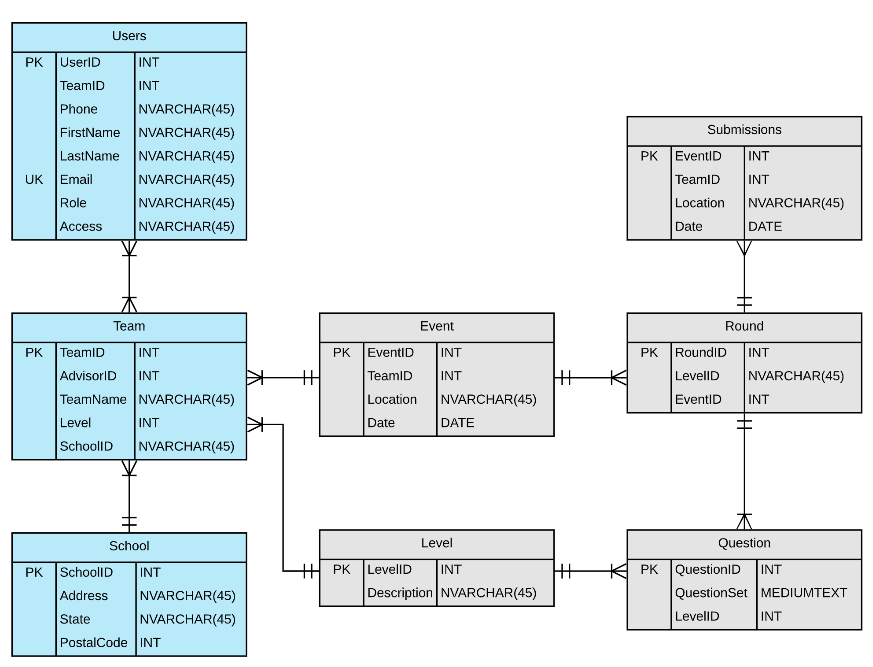 Users
PK UserID INT
TeamID INT
Phone NVARCHAR(45)
FirstName NVARCHAR(45)
LastName NVARCHAR(45)
UK Email NVARCHAR(45)
Role NVARCHAR(45)
Access NVARCHAR(45)
Submissions
PK EventID INT
TeamID INT
Location NVARCHAR(45)
Date DATE
Team
PK TeamID INT
AdvisorID INT
TeamName NVARCHAR(45)
Level INT
SchoolID NVARCHAR(45)
Event
PK EventID INT
TeamID INT
Location NVARCHAR(45)
Date DATE
Round
PK RoundID INT
LevelID NVARCHAR(45)
EventID INT
School
PK SchoolID INT
Address NVARCHAR(45)
State NVARCHAR(45)
PostalCode INT
Level
PK LevelID INT
Description NVARCHAR(45)
Question
PK QuestionID INT
QuestionSet MEDIUMTEXT
LevelID INT